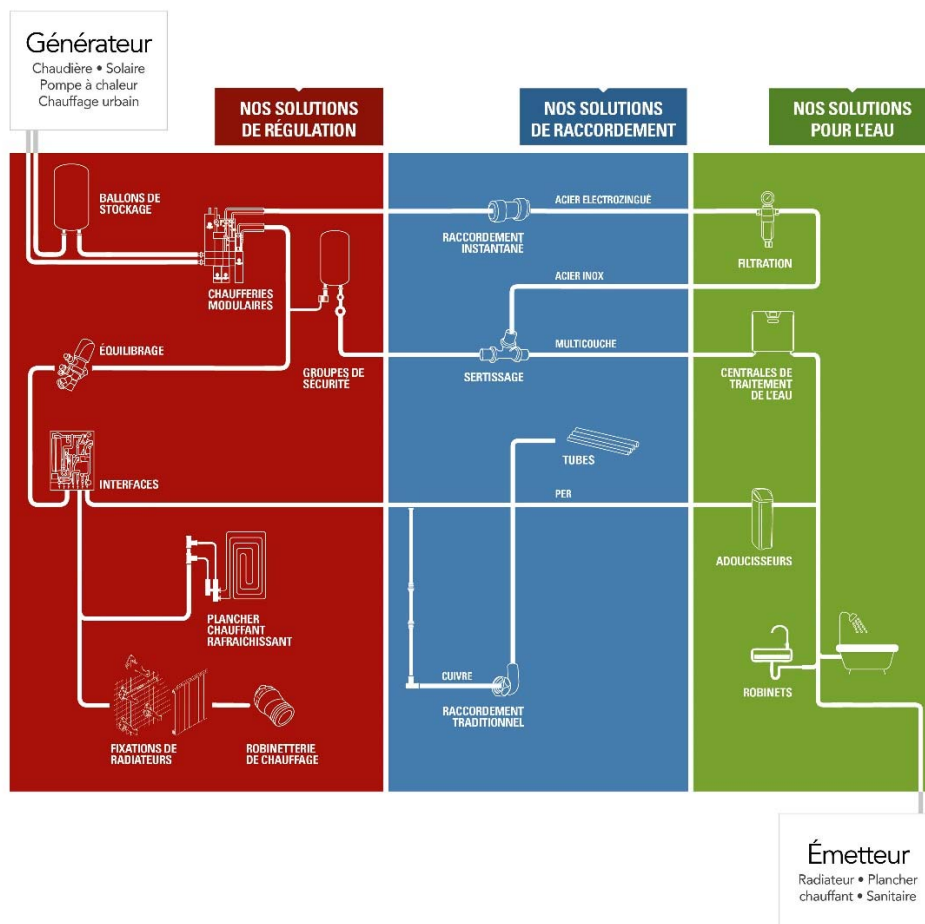 Générateur
Chaudière • Solaire
Pompe à chaleur
Chauffage urbain
NOS SOLUTIONS
DE RÉGULATION
NOS SOLUTIONS
DE RACCORDEMENT
NOS SOLUTIONS
POUR L'EAU
BALLONS DE
STOCKAGE
CHAUFFERIES
MODULAIRES
ÉQUILIBRAGE
GROUPES DE
SÉCURITÉ
INTERFACES
PLANCHER
CHAUFFANT
RAFRAICHISSANT
FIXATIONS DE
RADIATEURS
ROBINETTERIE
DE CHAUFFAGE
ACIER ELECTROZINGUÉ
RACCORDEMENT
INSTANTANÉ
ACIER INOX
MULTICOUCHE
SERTISSAGE
TUBES
PER
CUIVRE
RACCORDEMENT
TRADITIONNEL
FILTRATION
CENTRALES DE
TRAITEMENT
DE L'EAU
ADOUCISSEURS
ROBINETS
Émetteur
Radiateur • Plancher
chauffant • Sanitaire